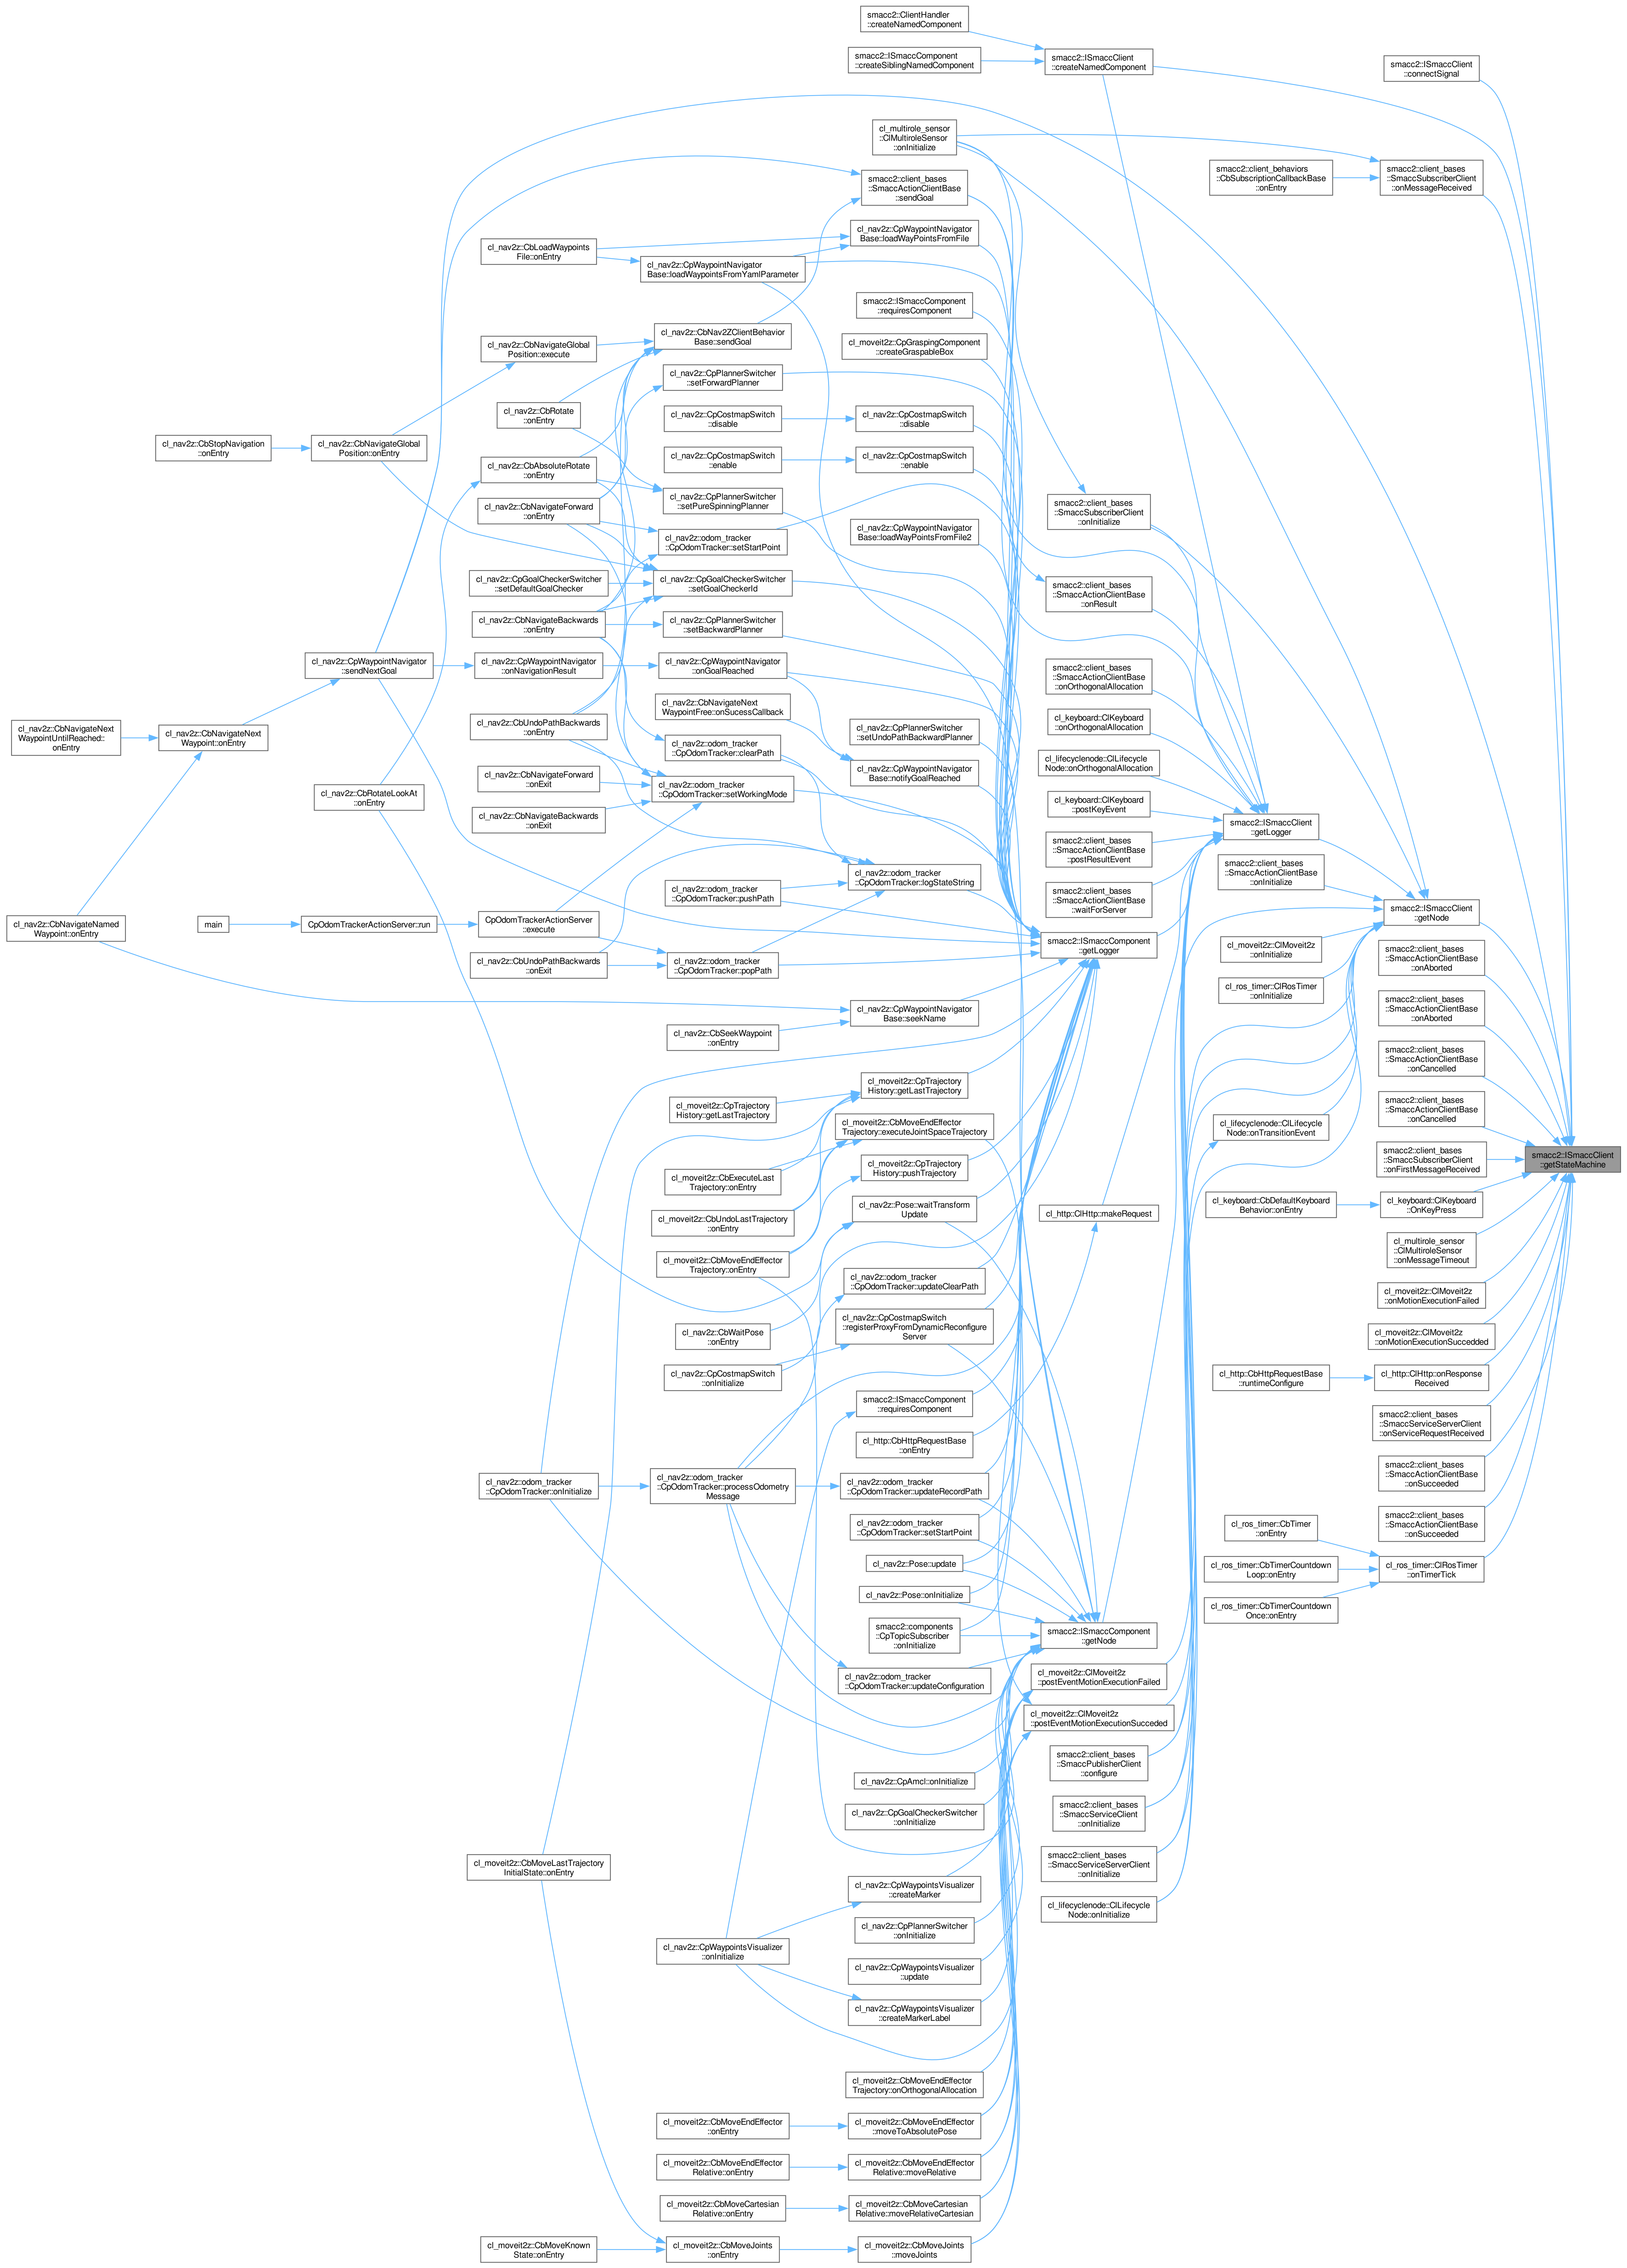 smacc2::ClientHandler
::createNamedComponent
smacc2::ISmaccComponent
::createSiblingNamedComponent
smacc2::ISmaccClient
::createNamedComponent
smacc2::ISmaccClient
::connectSignal
cl_multirole_sensor
::ClMultiroleSensor
::onInitialize
smacc2::client_behaviors
::CbSubscriptionCallbackBase
::onEntry
smacc2::client_bases
::SmaccSubscriberClient
::onMessageReceived
smacc2::client_bases
::SmaccActionClientBase
::sendGoal
cl_nav2z::CbLoadWaypoints
File::onEntry
cl_nav2z::CpWaypointNavigator
Base::loadWayPointsFromFile
cl_nav2z::CpWaypointNavigator
Base::loadWaypointsFromYamlParameter
smacc2::ISmaccComponent
::requiresComponent
cl_nav2z::CbNavigateGlobal
Position::execute
cl_nav2z::CbNav2ZClientBehavior
Base::sendGoal
cl_moveit2z::CpGraspingComponent
::createGraspableBox
cl_nav2z::CpPlannerSwitcher
::setForwardPlanner
cl_nav2z::CbRotate
::onEntry
cl_nav2z::CpCostmapSwitch
::disable
cl_nav2z::CpCostmapSwitch
::disable
cl_nav2z::CbStopNavigation
::onEntry
cl_nav2z::CbNavigateGlobal
Position::onEntry
cl_nav2z::CpCostmapSwitch
::enable
cl_nav2z::CpCostmapSwitch
::enable
cl_nav2z::CbAbsoluteRotate
::onEntry
cl_nav2z::CpPlannerSwitcher
::setPureSpinningPlanner
cl_nav2z::CbNavigateForward
::onEntry
smacc2::client_bases
::SmaccSubscriberClient
::onInitialize
cl_nav2z::odom_tracker
::CpOdomTracker::setStartPoint
cl_nav2z::CpWaypointNavigator
Base::loadWayPointsFromFile2
cl_nav2z::CpGoalCheckerSwitcher
::setDefaultGoalChecker
cl_nav2z::CpGoalCheckerSwitcher
::setGoalCheckerId
smacc2::client_bases
::SmaccActionClientBase
::onResult
cl_nav2z::CbNavigateBackwards
::onEntry
cl_nav2z::CpPlannerSwitcher
::setBackwardPlanner
cl_nav2z::CpWaypointNavigator
::sendNextGoal
cl_nav2z::CpWaypointNavigator
::onNavigationResult
cl_nav2z::CpWaypointNavigator
::onGoalReached
smacc2::client_bases
::SmaccActionClientBase
::onOrthogonalAllocation
cl_nav2z::CbNavigateNext
WaypointFree::onSucessCallback
cl_keyboard::ClKeyboard
::onOrthogonalAllocation
cl_nav2z::CbNavigateNext
WaypointUntilReached::
onEntry
cl_nav2z::CbNavigateNext
Waypoint::onEntry
cl_nav2z::CbUndoPathBackwards
::onEntry
cl_nav2z::CpPlannerSwitcher
::setUndoPathBackwardPlanner
cl_nav2z::odom_tracker
::CpOdomTracker::clearPath
cl_lifecyclenode::ClLifecycle
Node::onOrthogonalAllocation
cl_nav2z::CbNavigateForward
::onExit
cl_nav2z::CpWaypointNavigator
Base::notifyGoalReached
cl_nav2z::CbRotateLookAt
::onEntry
cl_nav2z::odom_tracker
::CpOdomTracker::setWorkingMode
cl_keyboard::ClKeyboard
::postKeyEvent
cl_nav2z::CbNavigateBackwards
::onExit
smacc2::ISmaccClient
::getLogger
smacc2::client_bases
::SmaccActionClientBase
::postResultEvent
smacc2::client_bases
::SmaccActionClientBase
::onInitialize
cl_nav2z::odom_tracker
::CpOdomTracker::logStateString
cl_nav2z::odom_tracker
::CpOdomTracker::pushPath
smacc2::client_bases
::SmaccActionClientBase
::waitForServer
smacc2::ISmaccClient
::getNode
cl_nav2z::CbNavigateNamed
Waypoint::onEntry
main
CpOdomTrackerActionServer::run
CpOdomTrackerActionServer
::execute
smacc2::ISmaccComponent
::getLogger
cl_moveit2z::ClMoveit2z
::onInitialize
cl_nav2z::CbUndoPathBackwards
::onExit
cl_nav2z::odom_tracker
::CpOdomTracker::popPath
smacc2::client_bases
::SmaccActionClientBase
::onAborted
cl_ros_timer::ClRosTimer
::onInitialize
cl_nav2z::CpWaypointNavigator
Base::seekName
smacc2::client_bases
::SmaccActionClientBase
::onAborted
cl_nav2z::CbSeekWaypoint
::onEntry
smacc2::client_bases
::SmaccActionClientBase
::onCancelled
cl_moveit2z::CpTrajectory
History::getLastTrajectory
cl_moveit2z::CpTrajectory
History::getLastTrajectory
smacc2::client_bases
::SmaccActionClientBase
::onCancelled
cl_moveit2z::CbMoveEndEffector
Trajectory::executeJointSpaceTrajectory
cl_lifecyclenode::ClLifecycle
Node::onTransitionEvent
smacc2::client_bases
::SmaccSubscriberClient
::onFirstMessageReceived
smacc2::ISmaccClient
::getStateMachine
cl_moveit2z::CbExecuteLast
Trajectory::onEntry
cl_moveit2z::CpTrajectory
History::pushTrajectory
cl_keyboard::CbDefaultKeyboard
Behavior::onEntry
cl_keyboard::ClKeyboard
::OnKeyPress
cl_moveit2z::CbUndoLastTrajectory
::onEntry
cl_nav2z::Pose::waitTransform
Update
cl_http::ClHttp::makeRequest
cl_multirole_sensor
::ClMultiroleSensor
::onMessageTimeout
cl_moveit2z::CbMoveEndEffector
Trajectory::onEntry
cl_nav2z::odom_tracker
::CpOdomTracker::updateClearPath
cl_moveit2z::ClMoveit2z
::onMotionExecutionFailed
cl_nav2z::CbWaitPose
::onEntry
cl_nav2z::CpCostmapSwitch
::registerProxyFromDynamicReconfigure
Server
cl_moveit2z::ClMoveit2z
::onMotionExecutionSuccedded
cl_nav2z::CpCostmapSwitch
::onInitialize
cl_http::CbHttpRequestBase
::runtimeConfigure
cl_http::ClHttp::onResponse
Received
smacc2::ISmaccComponent
::requiresComponent
smacc2::client_bases
::SmaccServiceServerClient
::onServiceRequestReceived
cl_http::CbHttpRequestBase
::onEntry
smacc2::client_bases
::SmaccActionClientBase
::onSucceeded
cl_nav2z::odom_tracker
::CpOdomTracker::onInitialize
cl_nav2z::odom_tracker
::CpOdomTracker::processOdometry
Message
cl_nav2z::odom_tracker
::CpOdomTracker::updateRecordPath
smacc2::client_bases
::SmaccActionClientBase
::onSucceeded
cl_nav2z::odom_tracker
::CpOdomTracker::setStartPoint
cl_ros_timer::CbTimer
::onEntry
cl_nav2z::Pose::update
cl_ros_timer::CbTimerCountdown
Loop::onEntry
cl_ros_timer::ClRosTimer
::onTimerTick
cl_nav2z::Pose::onInitialize
cl_ros_timer::CbTimerCountdown
Once::onEntry
smacc2::components
::CpTopicSubscriber
::onInitialize
smacc2::ISmaccComponent
::getNode
cl_nav2z::odom_tracker
::CpOdomTracker::updateConfiguration
cl_moveit2z::ClMoveit2z
::postEventMotionExecutionFailed
cl_moveit2z::ClMoveit2z
::postEventMotionExecutionSucceded
smacc2::client_bases
::SmaccPublisherClient
::configure
cl_nav2z::CpAmcl::onInitialize
cl_nav2z::CpGoalCheckerSwitcher
::onInitialize
smacc2::client_bases
::SmaccServiceClient
::onInitialize
cl_moveit2z::CbMoveLastTrajectory
InitialState::onEntry
smacc2::client_bases
::SmaccServiceServerClient
::onInitialize
cl_nav2z::CpWaypointsVisualizer
::createMarker
cl_lifecyclenode::ClLifecycle
Node::onInitialize
cl_nav2z::CpPlannerSwitcher
::onInitialize
cl_nav2z::CpWaypointsVisualizer
::onInitialize
cl_nav2z::CpWaypointsVisualizer
::update
cl_nav2z::CpWaypointsVisualizer
::createMarkerLabel
cl_moveit2z::CbMoveEndEffector
Trajectory::onOrthogonalAllocation
cl_moveit2z::CbMoveEndEffector
::onEntry
cl_moveit2z::CbMoveEndEffector
::moveToAbsolutePose
cl_moveit2z::CbMoveEndEffector
Relative::onEntry
cl_moveit2z::CbMoveEndEffector
Relative::moveRelative
cl_moveit2z::CbMoveCartesian
Relative::onEntry
cl_moveit2z::CbMoveCartesian
Relative::moveRelativeCartesian
cl_moveit2z::CbMoveKnown
State::onEntry
cl_moveit2z::CbMoveJoints
::onEntry
cl_moveit2z::CbMoveJoints
::moveJoints